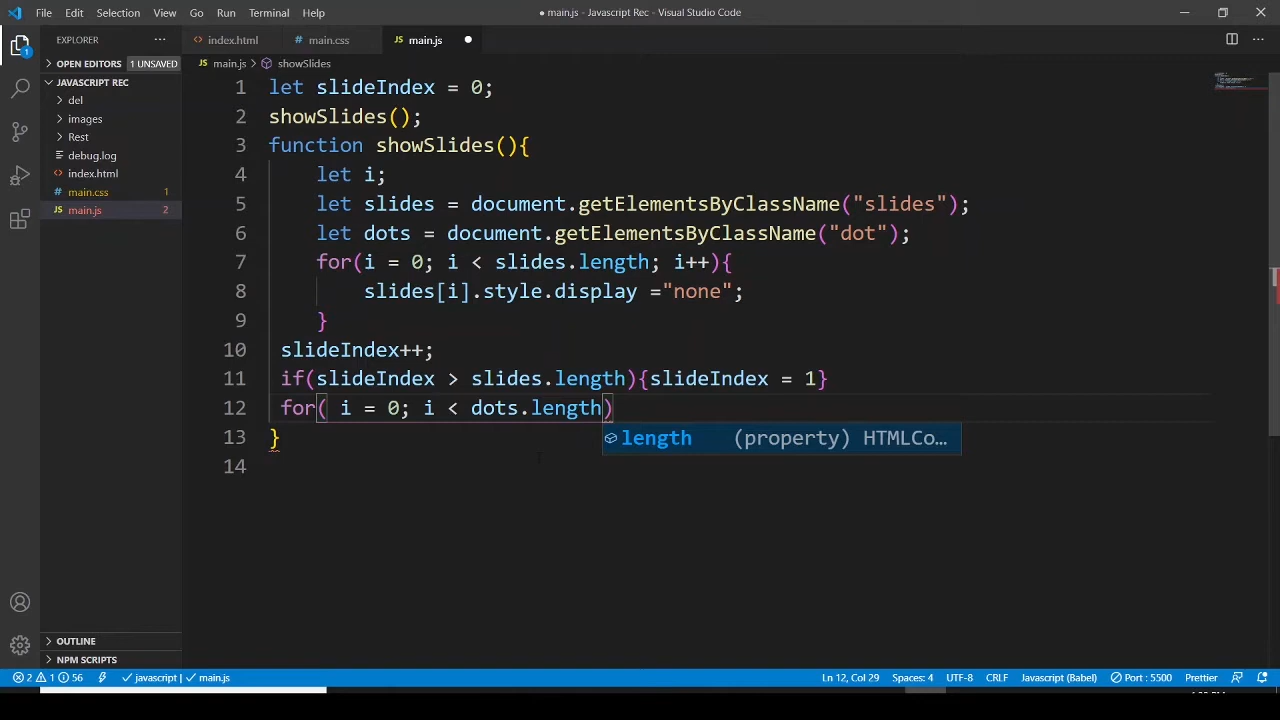 File Edit Selection View Go Run Terminal Help
● main.js - Javascript Rec - Visual Studio Code
EXPLORER ···
index.html
main.css
JS main.js ●
OPEN EDITORS 1 UNSAVED
JS main.js > showSlides
JAVASCRIPT REC
del
images
Rest
debug.log
index.html
main.css 1
JS main.js 2
1 let slideIndex = 0;
2 showSlides();
3 function showSlides(){
4 let i;
5 let slides = document.getElementsByClassName("slides");
6 let dots = document.getElementsByClassName("dot");
7 for(i = 0; i < slides.length; i++){
8 slides[i].style.display ="none";
9 }
10 slideIndex++;
11 if(slideIndex > slides.length){slideIndex = 1}
12 for( i = 0; i < dots.length)
13 }
14
length (property) HTMLCo…
1
OUTLINE
NPM SCRIPTS
2 1 56 javascript | main.js Ln 12, Col 29 Spaces: 4 UTF-8 CRLF Javascript (Babel) Port : 5500 Prettier